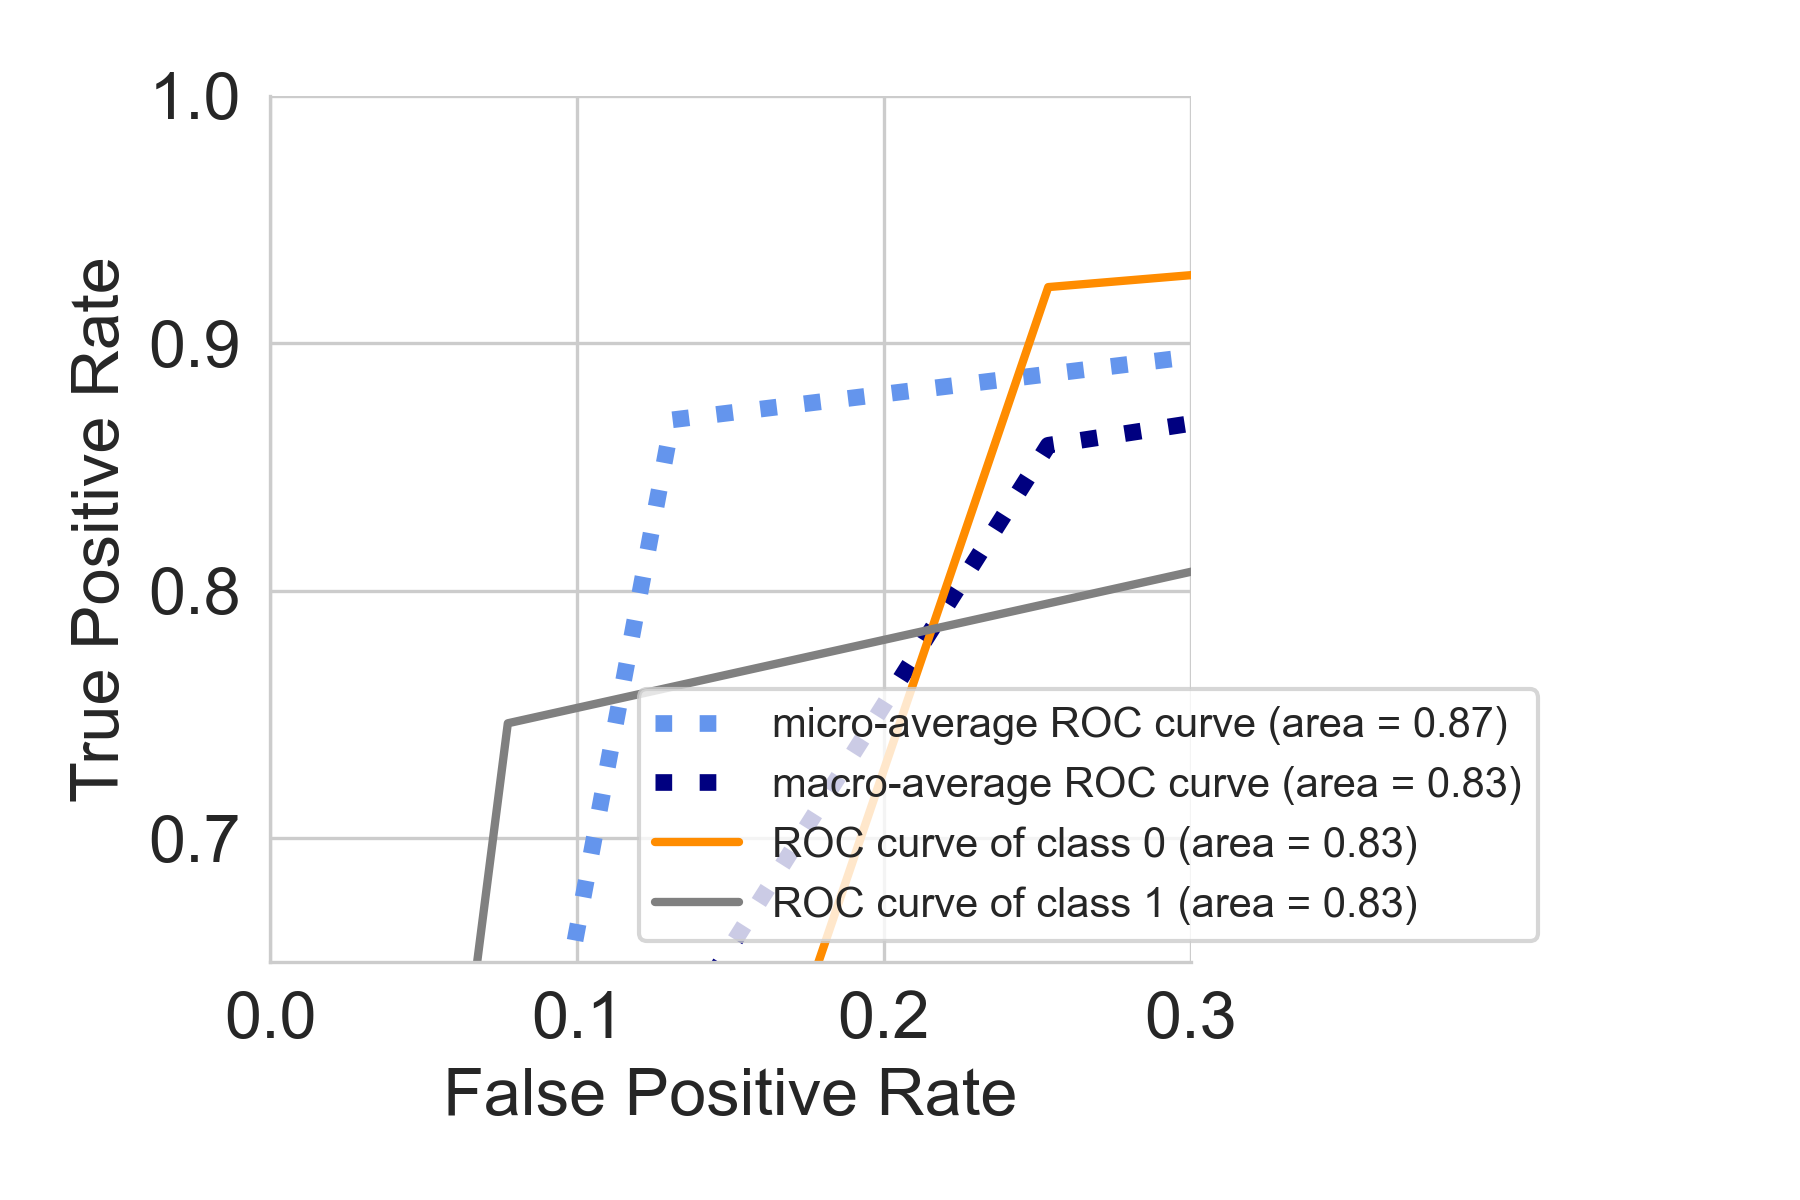 1.0
0.9
0.8
0.7
True Positive Rate
micro-average ROC curve (area = 0.87)
macro-average ROC curve (area = 0.83)
ROC curve of class 0 (area = 0.83)
ROC curve of class 1 (area = 0.83)
0.0 0.1 0.2 0.3
False Positive Rate